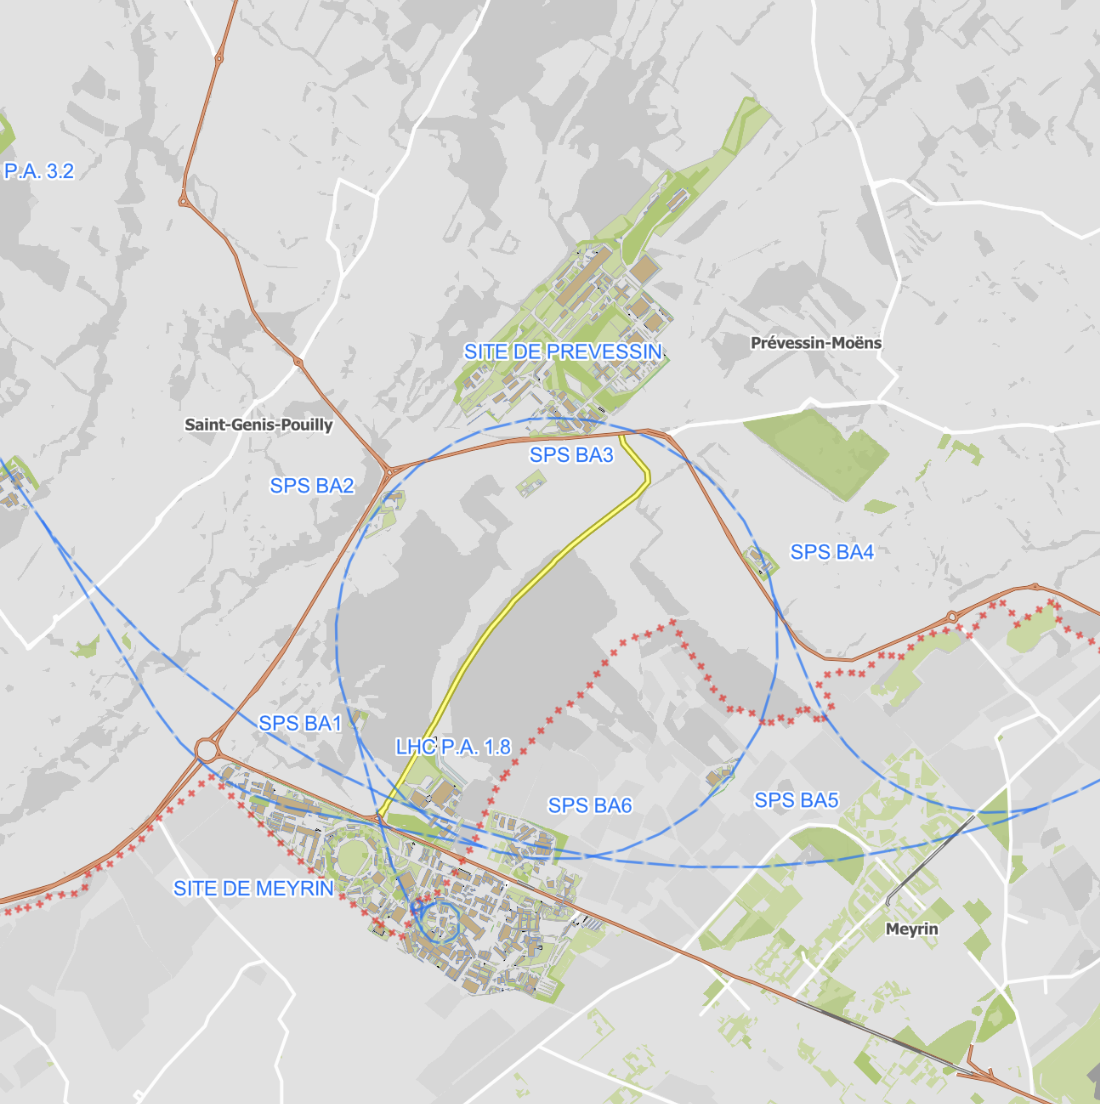 P.A. 3.2
Prévessin-Moëns
SITE DE PREVESSIN
Saint-Genis-Pouilly
SPS BA3
SPS BA2
SPS BA4
SPS BA1
LHC P.A. 1.8
SPS BA6
SPS BA5
SITE DE MEYRIN
Meyrin